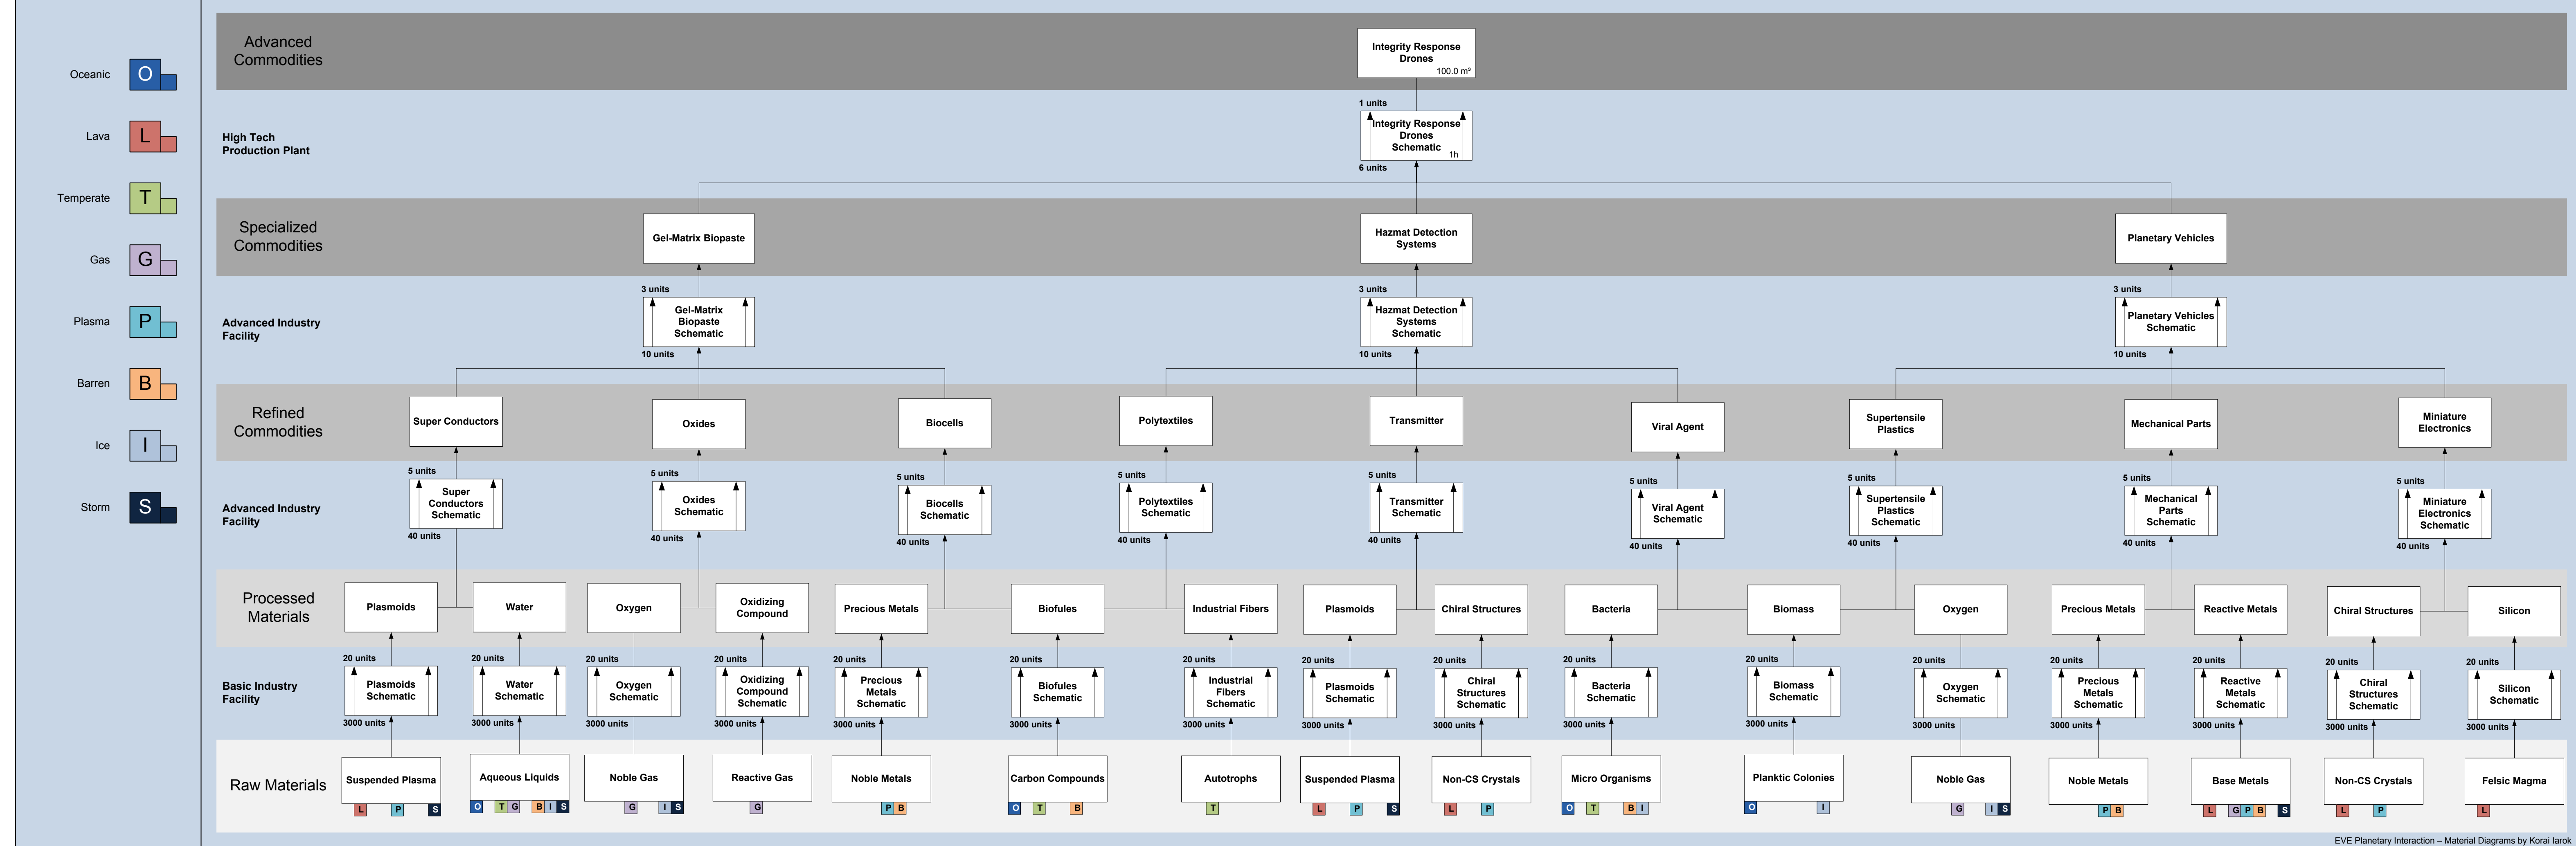 Oceanic
O
Lava
L
Temperate
T
Gas
G
Plasma
P
Barren
B
Ice
I
Storm
S
Advanced
Commodities
Integrity Response
Drones
100.0 m³
High Tech
Production Plant
1 units
Integrity Response
Drones
Schematic
1h
6 units
Specialized
Commodities
Gel-Matrix Biopaste
Hazmat Detection
Systems
Planetary Vehicles
Advanced Industry
Facility
3 units
Gel-Matrix
Biopaste
Schematic
10 units
3 units
Hazmat Detection
Systems
Schematic
10 units
3 units
Planetary Vehicles
Schematic
10 units
Refined
Commodities
Super Conductors
Oxides
Biocells
Polytextiles
Transmitter
Viral Agent
Supertensile
Plastics
Mechanical Parts
Miniature
Electronics
Advanced Industry
Facility
5 units
Super
Conductors
Schematic
40 units
5 units
Oxides
Schematic
40 units
5 units
Biocells
Schematic
40 units
5 units
Polytextiles
Schematic
40 units
5 units
Transmitter
Schematic
40 units
5 units
Viral Agent
Schematic
40 units
5 units
Supertensile
Plastics
Schematic
40 units
5 units
Mechanical
Parts
Schematic
40 units
5 units
Miniature
Electronics
Schematic
40 units
Processed
Materials
Plasmoids
Water
Oxygen
Oxidizing
Compound
Precious Metals
Biofules
Industrial Fibers
Plasmoids
Chiral Structures
Bacteria
Biomass
Oxygen
Precious Metals
Reactive Metals
Chiral Structures
Silicon
Basic Industry
Facility
20 units
Plasmoids
Schematic
3000 units
20 units
Water
Schematic
3000 units
20 units
Oxygen
Schematic
3000 units
20 units
Oxidizing
Compound
Schematic
3000 units
20 units
Precious
Metals
Schematic
3000 units
20 units
Biofules
Schematic
3000 units
20 units
Industrial
Fibers
Schematic
3000 units
20 units
Plasmoids
Schematic
3000 units
20 units
Chiral
Structures
Schematic
3000 units
20 units
Bacteria
Schematic
3000 units
20 units
Biomass
Schematic
3000 units
20 units
Oxygen
Schematic
3000 units
20 units
Precious
Metals
Schematic
3000 units
20 units
Reactive
Metals
Schematic
3000 units
20 units
Chiral
Structures
Schematic
3000 units
20 units
Silicon
Schematic
3000 units
Raw Materials
Suspended Plasma
L P S
Aqueous Liquids
O T G B I S
Noble Gas
G I S
Reactive Gas
G
Noble Metals
P B
Carbon Compounds
O T B
Autotrophs
T
Suspended Plasma
L P S
Non-CS Crystals
L P
Micro Organisms
O T B I
Planktic Colonies
O I
Noble Gas
G I S
Noble Metals
P B
Base Metals
L G P B S
Non-CS Crystals
L P
Felsic Magma
L
EVE Planetary Interaction – Material Diagrams by Korai Iarok